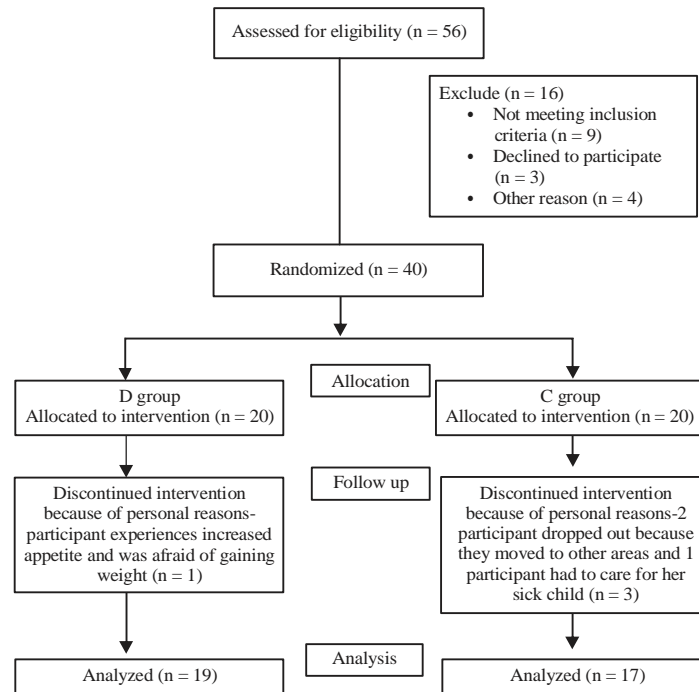 Assessed for eligibility (n = 56)
Exclude (n = 16)
• Not meeting inclusion
criteria (n = 9)
• Declined to participate
(n = 3)
• Other reason (n = 4)
Randomized (n = 40)
Allocation
D group
Allocated to intervention (n = 20)
C group
Allocated to intervention (n = 20)
Follow up
Discontinued intervention
because of personal reasons-
participant experiences increased
appetite and was afraid of gaining
weight (n = 1)
Discontinued intervention
because of personal reasons-2
participant dropped out because
they moved to other areas and 1
participant had to care for her
sick child (n = 3)
Analysis
Analyzed (n = 19)
Analyzed (n = 17)